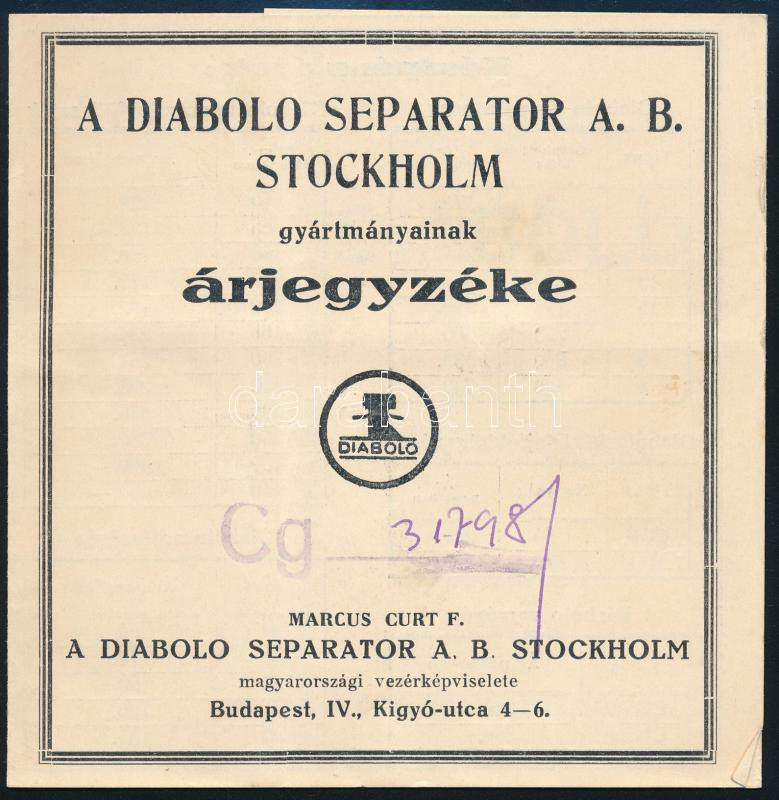 A DIABOLO SEPARATOR A. B.
STOCKHOLM
gyártmányainak
árjegyzéke
darabanth
DIABOLO
Cg 31798
MARCUS CURT F.
A DIABOLO SEPARATOR A. B. STOCKHOLM
magyarországi vezérképviselete
Budapest, IV., Kigyó-utca 4—6.